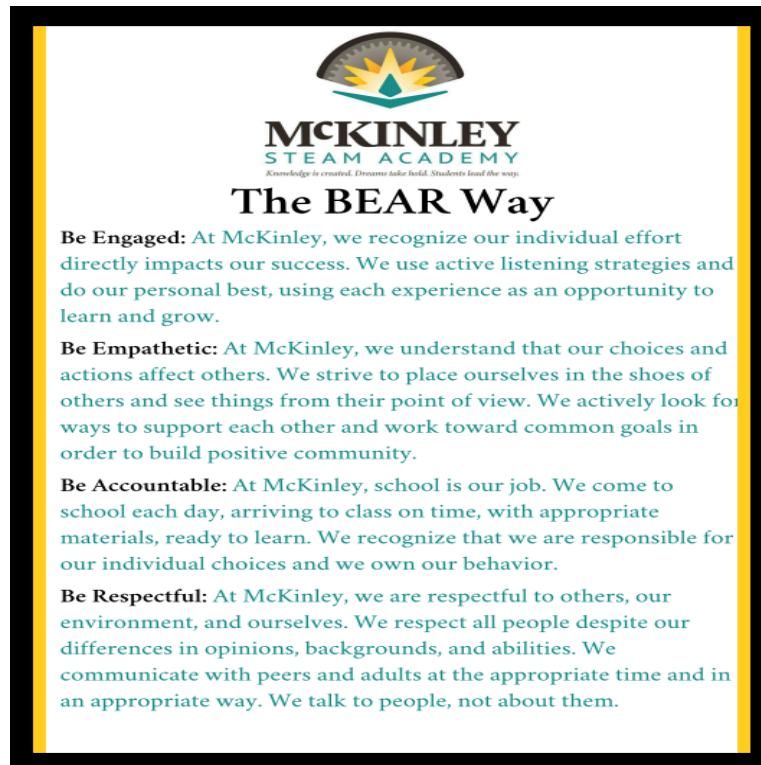 McKINLEY
STEAM ACADEMY
Knowledge is created. Dreams take hold. Students lead the way.
The BEAR Way
Be Engaged: At McKinley, we recognize our individual effort
directly impacts our success. We use active listening strategies and
do our personal best, using each experience as an opportunity to
learn and grow.
Be Empathetic: At McKinley, we understand that our choices and
actions affect others. We strive to place ourselves in the shoes of
others and see things from their point of view. We actively look for
ways to support each other and work toward common goals in
order to build positive community.
Be Accountable: At McKinley, school is our job. We come to
school each day, arriving to class on time, with appropriate
materials, ready to learn. We recognize that we are responsible for
our individual choices and we own our behavior.
Be Respectful: At McKinley, we are respectful to others, our
environment, and ourselves. We respect all people despite our
differences in opinions, backgrounds, and abilities. We
communicate with peers and adults at the appropriate time and in
an appropriate way. We talk to people, not about them.